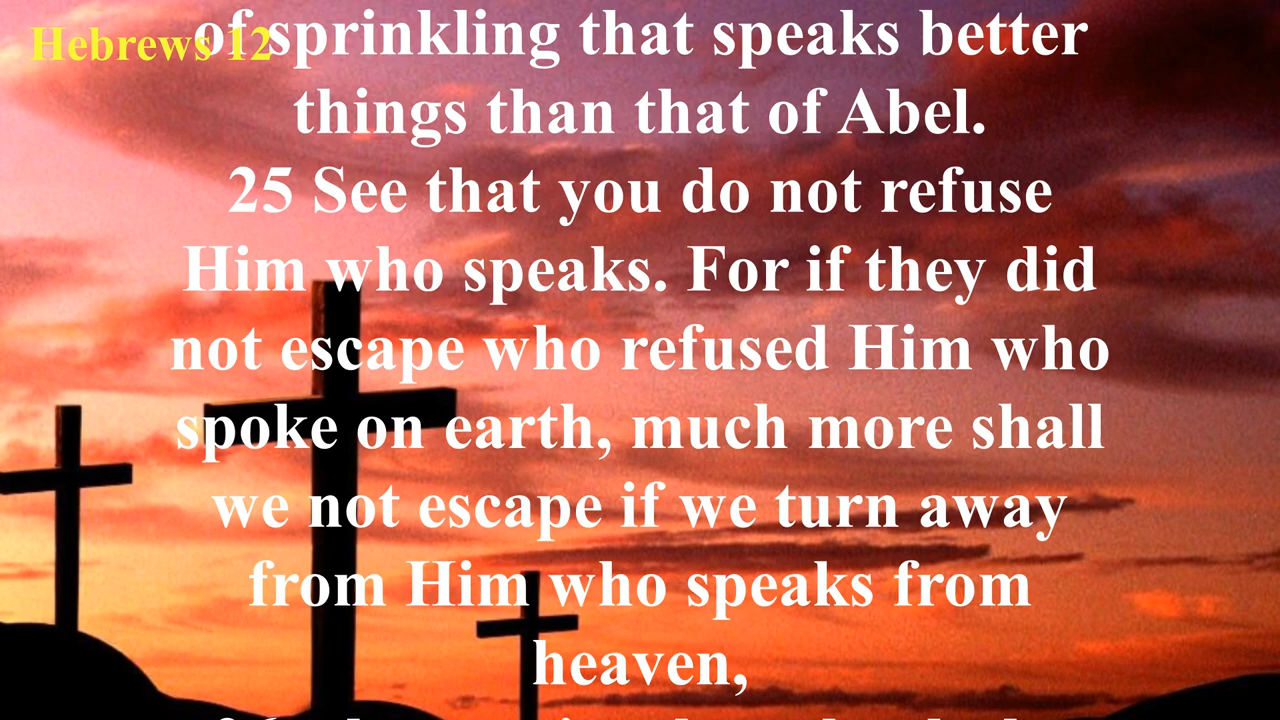 Hebrews 12
of sprinkling that speaks better
things than that of Abel.
25 See that you do not refuse
Him who speaks. For if they did
not escape who refused Him who
spoke on earth, much more shall
we not escape if we turn away
from Him who speaks from
heaven,